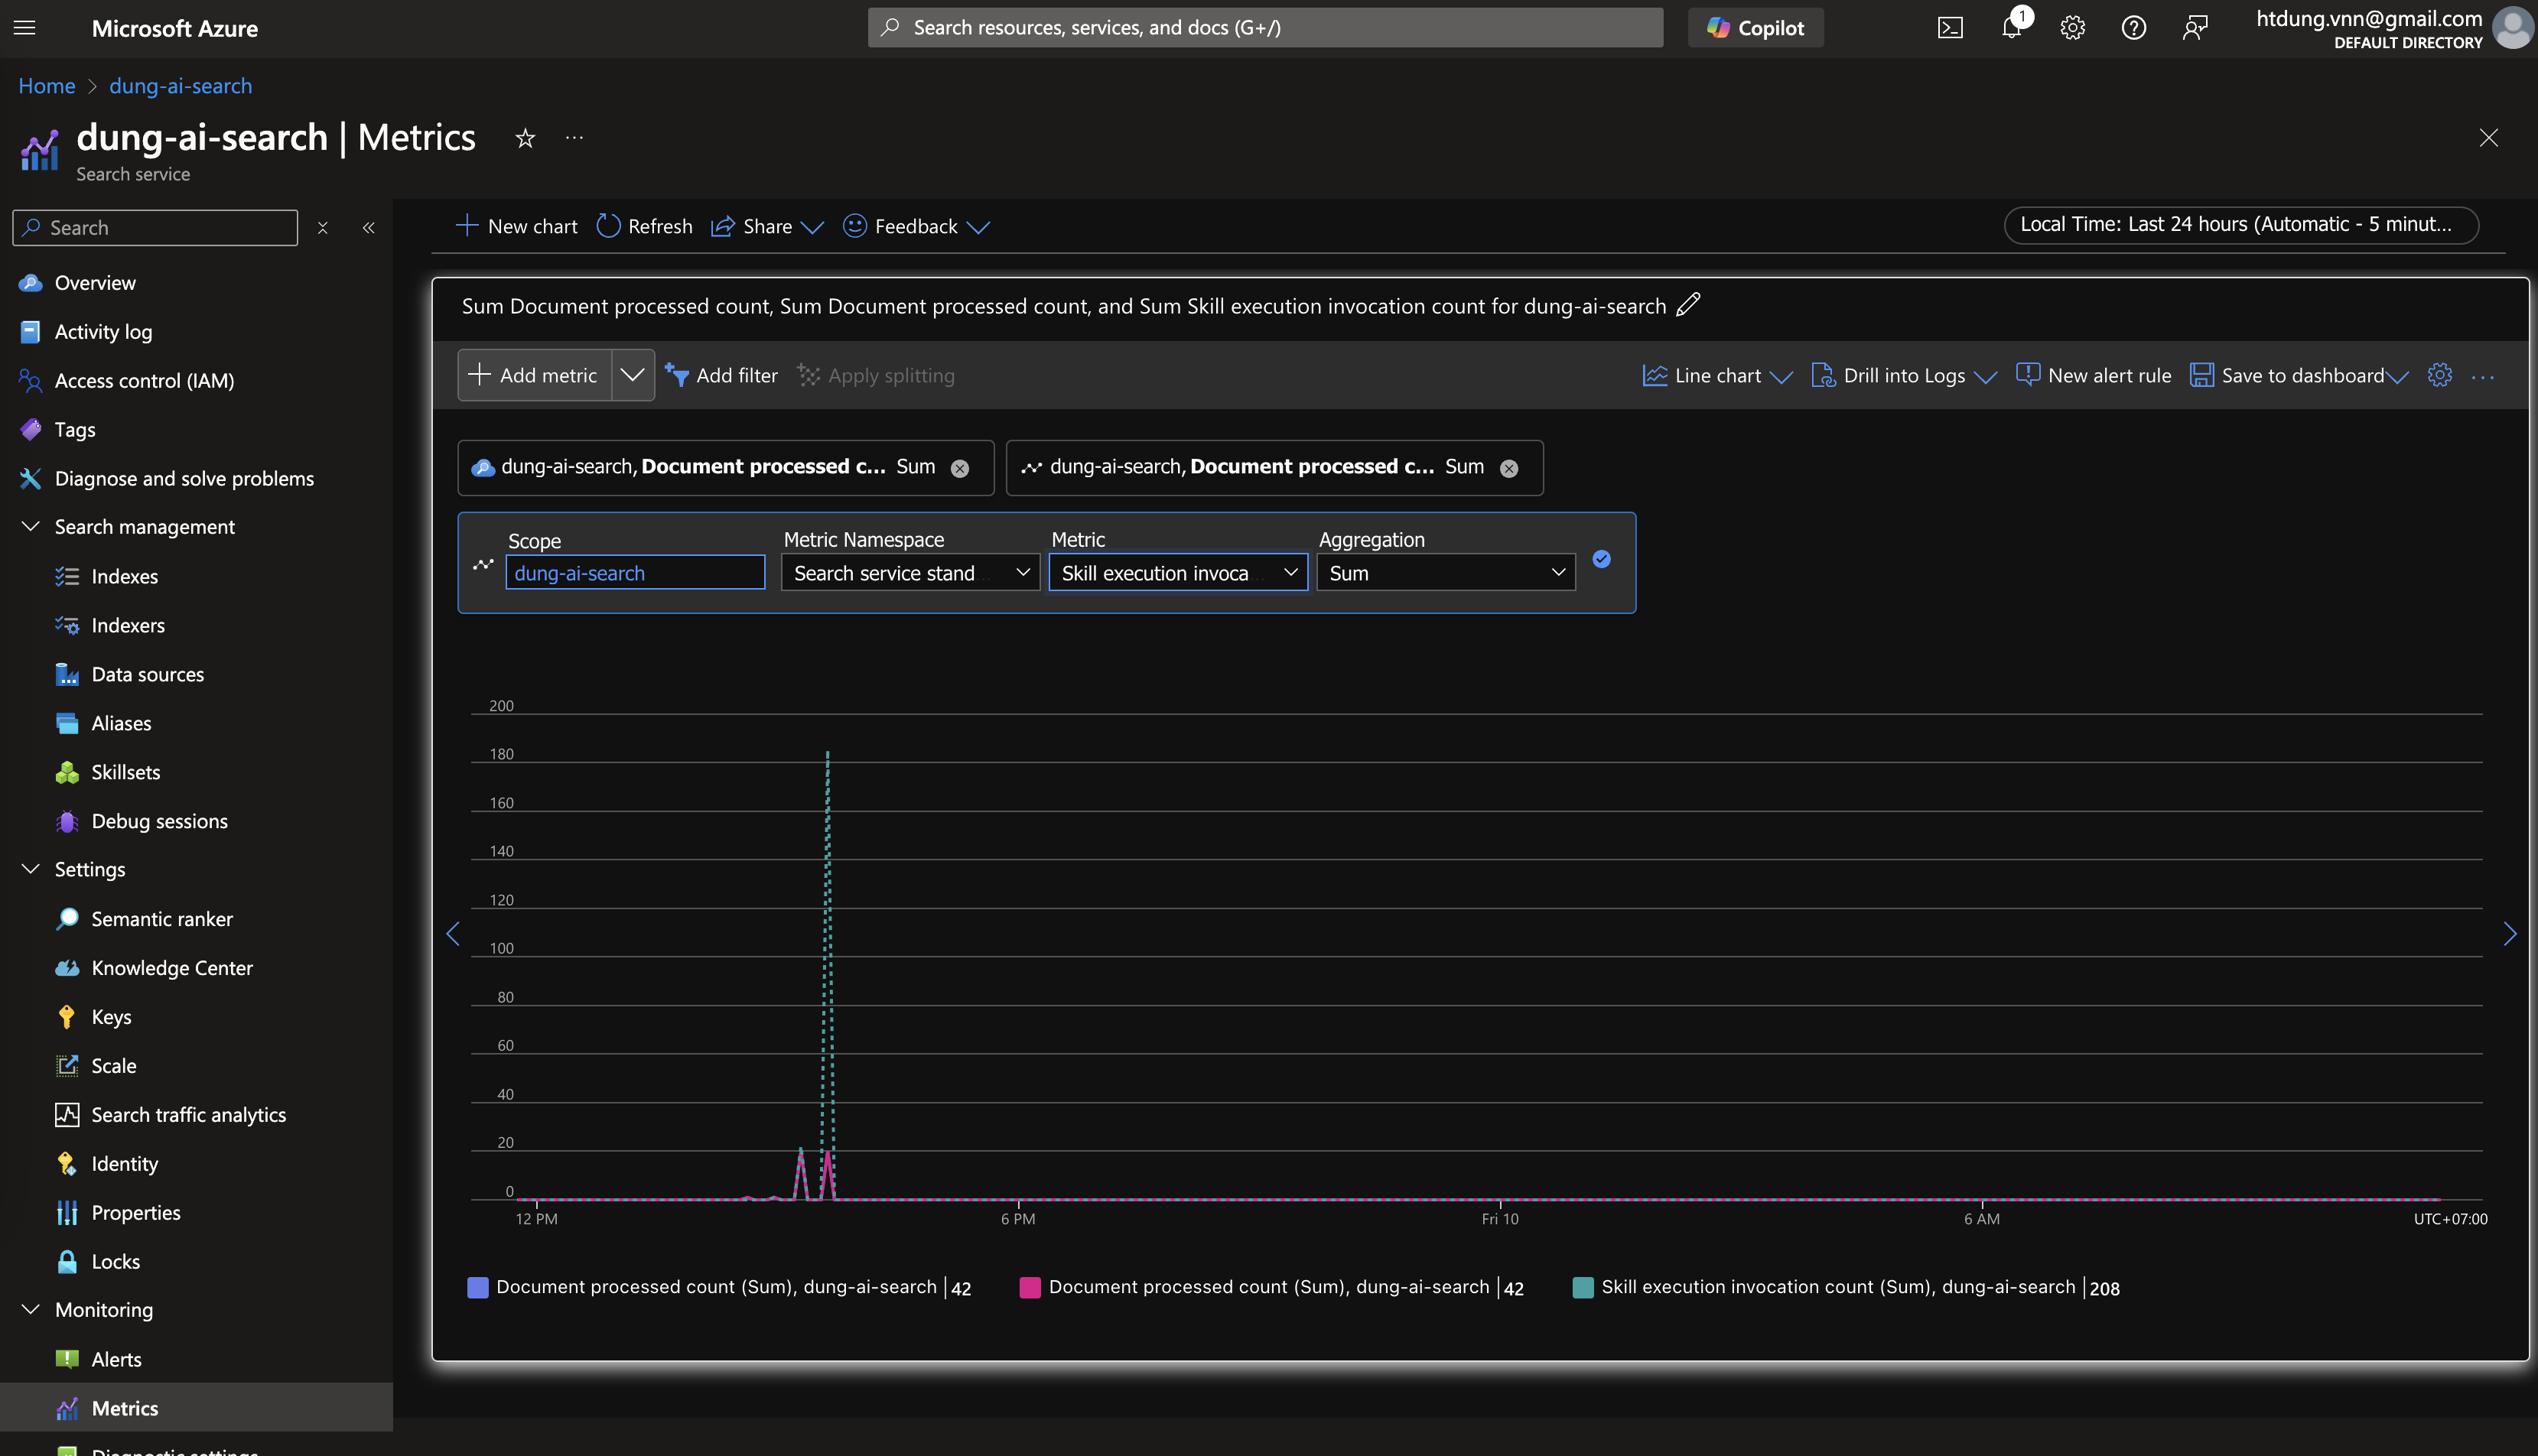 Microsoft Azure
Search resources, services, and docs (G+/)
Copilot
1
htdung.vnn@gmail.com
DEFAULT DIRECTORY
Home > dung-ai-search
dung-ai-search | Metrics
Search service
Search
New chart
Refresh
Share
Feedback
Local Time: Last 24 hours (Automatic - 5 minut...
Overview
Activity log
Access control (IAM)
Tags
Diagnose and solve problems
Search management
Indexes
Indexers
Data sources
Aliases
Skillsets
Debug sessions
Settings
Semantic ranker
Knowledge Center
Keys
Scale
Search traffic analytics
Identity
Properties
Locks
Monitoring
Alerts
Metrics
Diagnostic settings
Sum Document processed count, Sum Document processed count, and Sum Skill execution invocation count for dung-ai-search
Add metric
Add filter
Apply splitting
Line chart
Drill into Logs
New alert rule
Save to dashboard
dung-ai-search, Document processed c... Sum
dung-ai-search, Document processed c... Sum
Scope
Metric Namespace
Metric
Aggregation
dung-ai-search
Search service stand
Skill execution invoca
Sum
200
180
160
140
120
100
80
60
40
20
0
12 PM
6 PM
Fri 10
6 AM
UTC+07:00
Document processed count (Sum), dung-ai-search | 42
Document processed count (Sum), dung-ai-search | 42
Skill execution invocation count (Sum), dung-ai-search | 208